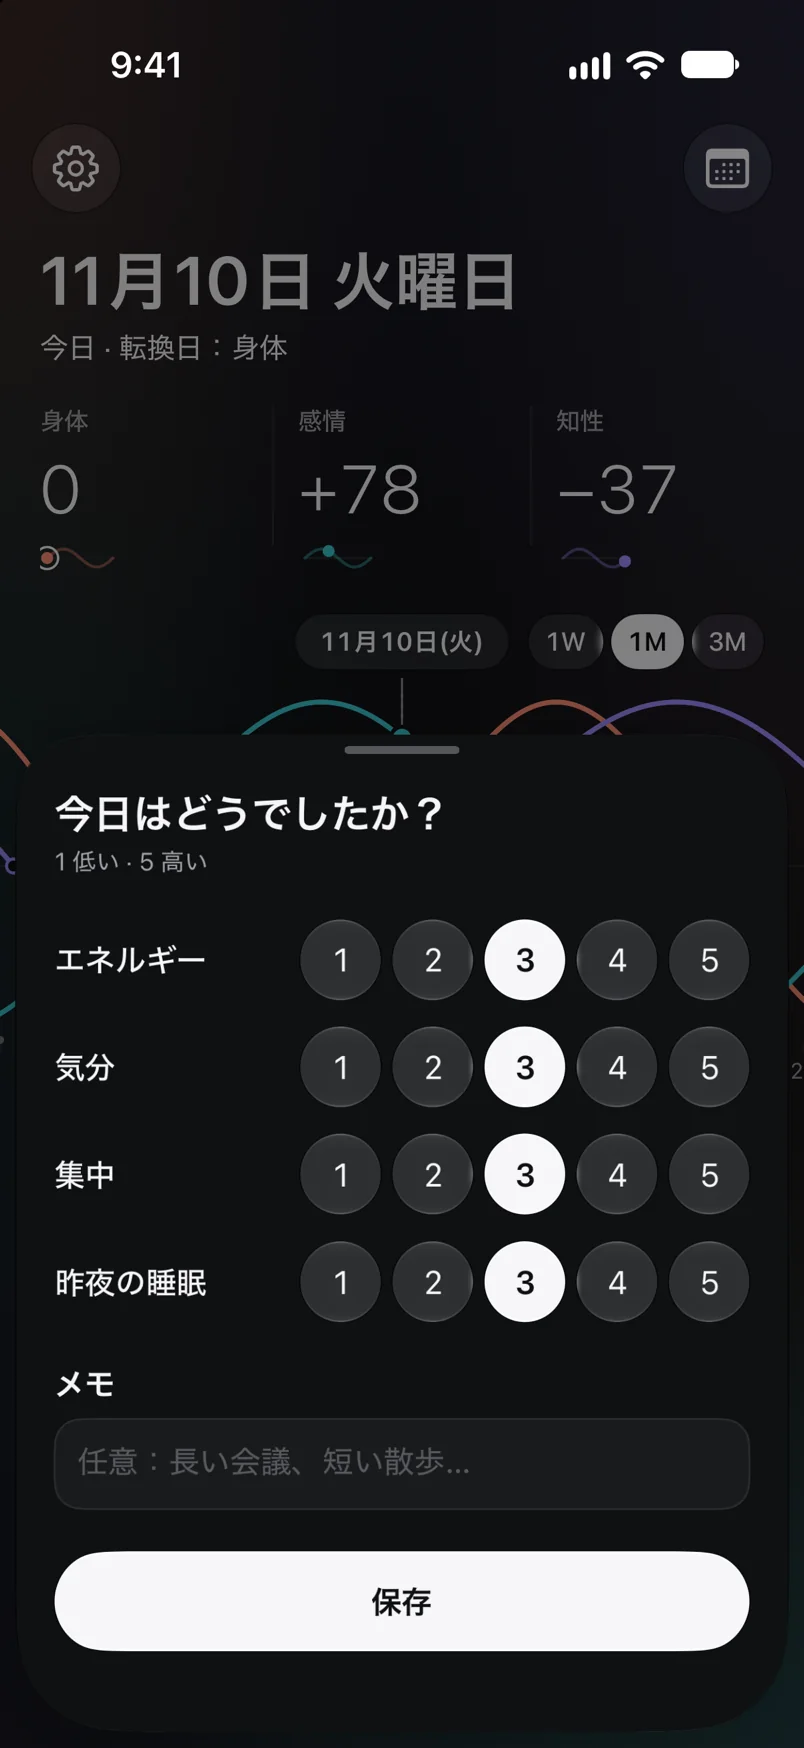 9:41
11月10日 火曜日
今日 · 転換日：身体
身体 感情 知性
0 +78 −37
11月10日(火) 1W 1M 3M
今日はどうでしたか？
1 低い · 5 高い
エネルギー 1 2 3 4 5
気分 1 2 3 4 5
2
集中 1 2 3 4 5
昨夜の睡眠 1 2 3 4 5
メモ
任意：長い会議、短い散歩...
保存